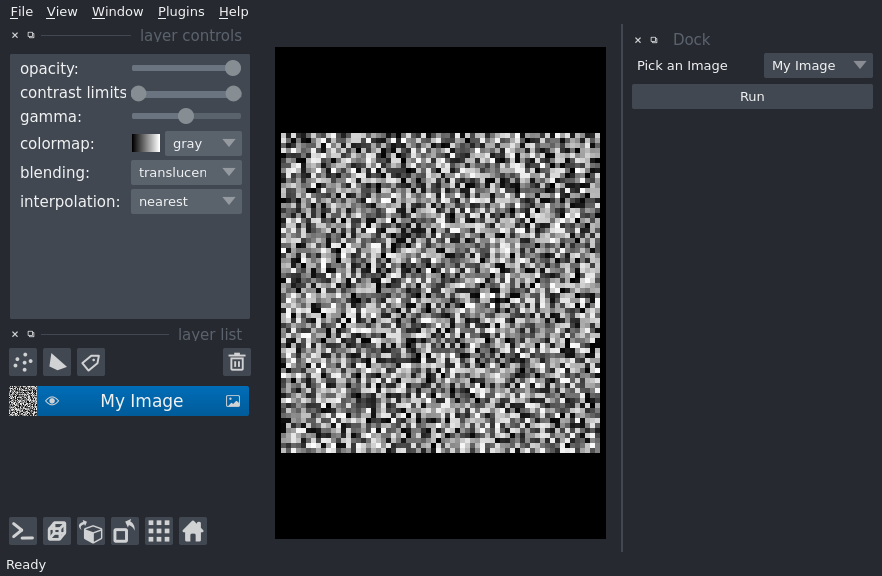 File View Window Plugins Help
layer controls
opacity:
contrast limits
gamma:
colormap: gray
blending: translucen
interpolation: nearest
layer list
My Image
Ready
Dock
Pick an Image My Image
Run